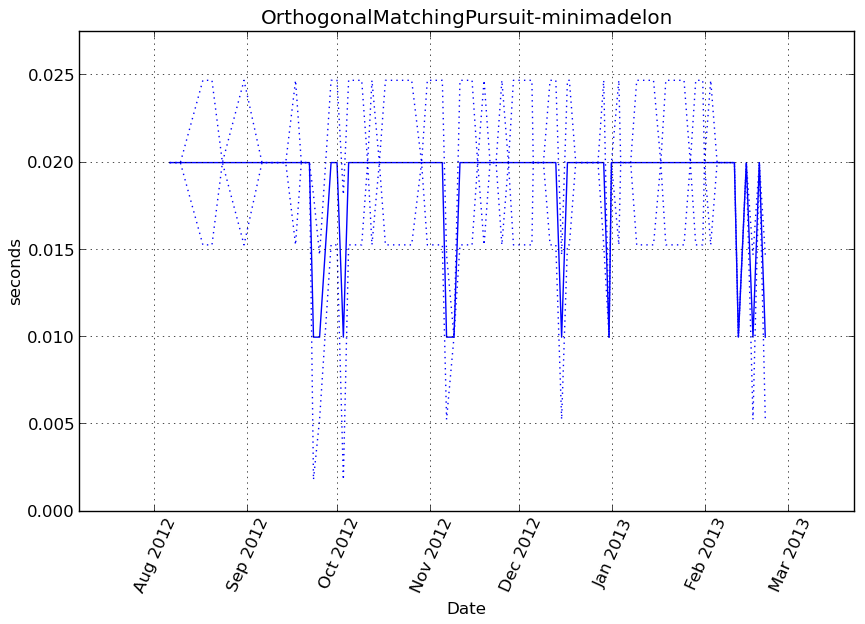 OrthogonalMatchingPursuit-minimadelon
0.025
0.020
0.015
0.010
0.005
0.000
seconds
Aug 2012
Sep 2012
Oct 2012
Nov 2012
Dec 2012
Jan 2013
Feb 2013
Mar 2013
Date